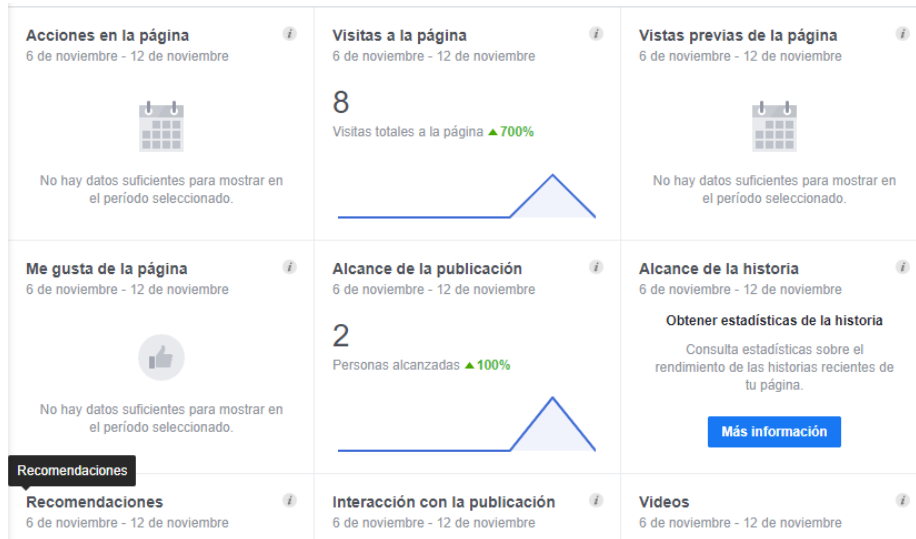 Acciones en la página
6 de noviembre - 12 de noviembre
No hay datos suficientes para mostrar en
el período seleccionado.
Visitas a la página
6 de noviembre - 12 de noviembre
8
Visitas totales a la página ▲700%
Vistas previas de la página
6 de noviembre - 12 de noviembre
No hay datos suficientes para mostrar en
el período seleccionado.
Me gusta de la página
6 de noviembre - 12 de noviembre
No hay datos suficientes para mostrar en
el período seleccionado.
Alcance de la publicación
6 de noviembre - 12 de noviembre
2
Personas alcanzadas ▲100%
Alcance de la historia
6 de noviembre - 12 de noviembre
Obtener estadísticas de la historia
Consulta estadísticas sobre el
rendimiento de las historias recientes de
tu página.
Más información
Recomendaciones
Recomendaciones
6 de noviembre - 12 de noviembre
Interacción con la publicación
6 de noviembre - 12 de noviembre
Videos
6 de noviembre - 12 de noviembre